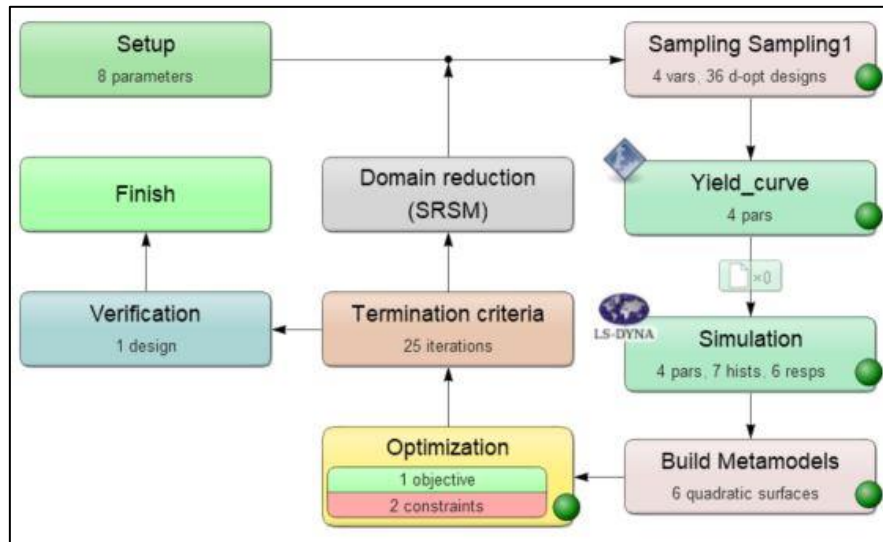 Setup
8 parameters
Sampling Sampling1
4 vars, 36 d-opt designs
Finish
Domain reduction
(SRSM)
Yield_curve
4 pars
×0
Verification
1 design
Termination criteria
25 iterations
LS-DYNA
Simulation
4 pars, 7 hists, 6 resps
Optimization
1 objective
2 constraints
Build Metamodels
6 quadratic surfaces